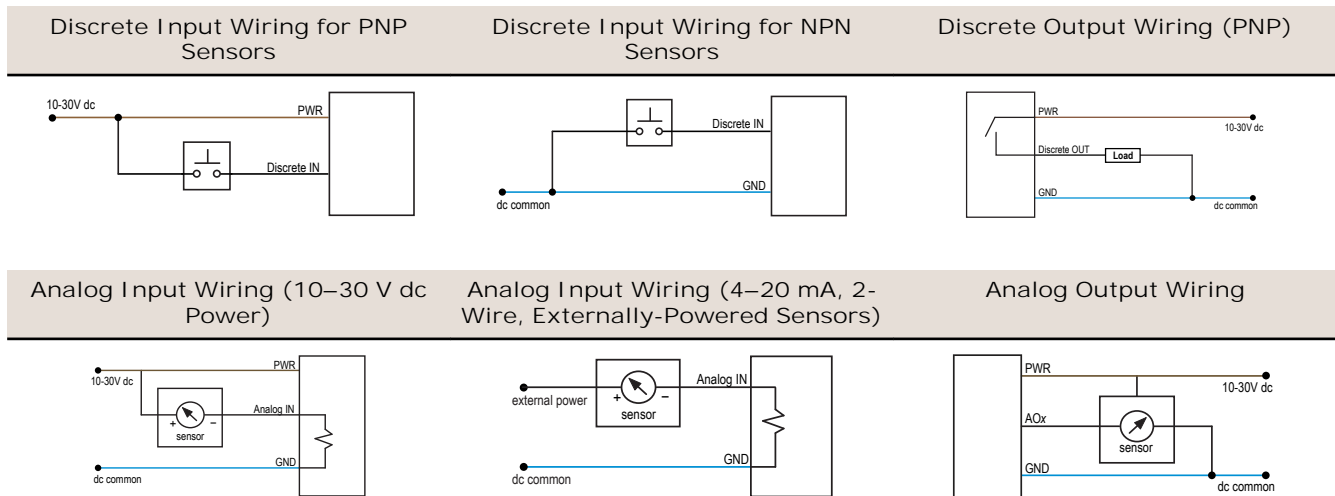 Discrete Input Wiring for PNP
Sensors
Discrete Input Wiring for NPN
Sensors
Discrete Output Wiring (PNP)
10-30V dc
PWR
Discrete IN
Discrete IN
GND
dc common
PWR
10-30V dc
Discrete OUT
Load
GND
dc common
Analog Input Wiring (10–30 V dc
Power)
Analog Input Wiring (4–20 mA, 2-
Wire, Externally-Powered Sensors)
Analog Output Wiring
PWR
10-30V dc
Analog IN
+ –
sensor
GND
dc common
Analog IN
external power
+ –
sensor
GND
dc common
PWR
10-30V dc
AOx
sensor
GND
dc common